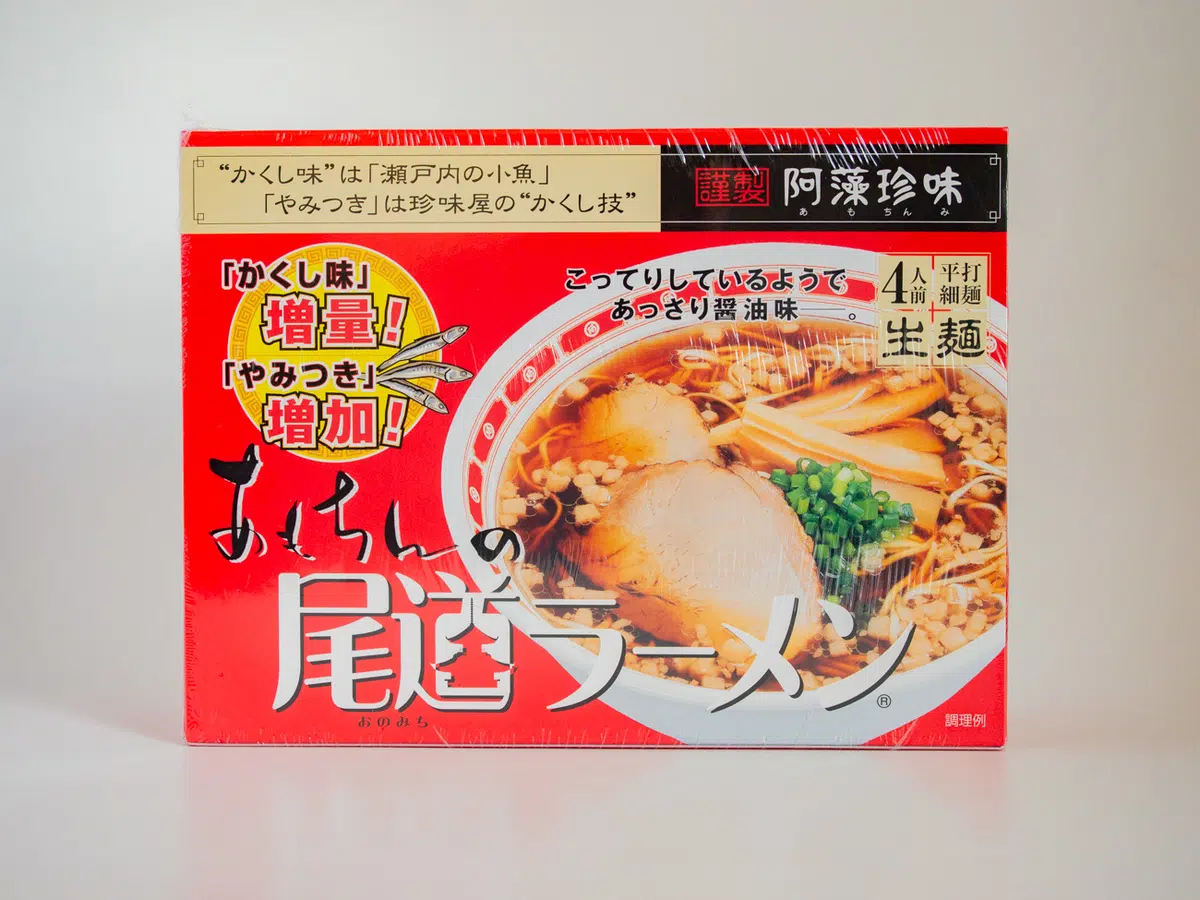 “かくし味”は「瀬戸内の小魚」
「やみつき」は珍味屋の“かくし技”
謹製 阿藻珍味
あもちんみ
「かくし味」
増量!
「やみつき」
増加!
こってりしているようで
あっさり醤油味。
4人前
平打細麺
生麺
あもちんの
尾道ラーメン®
おのみち
調理例